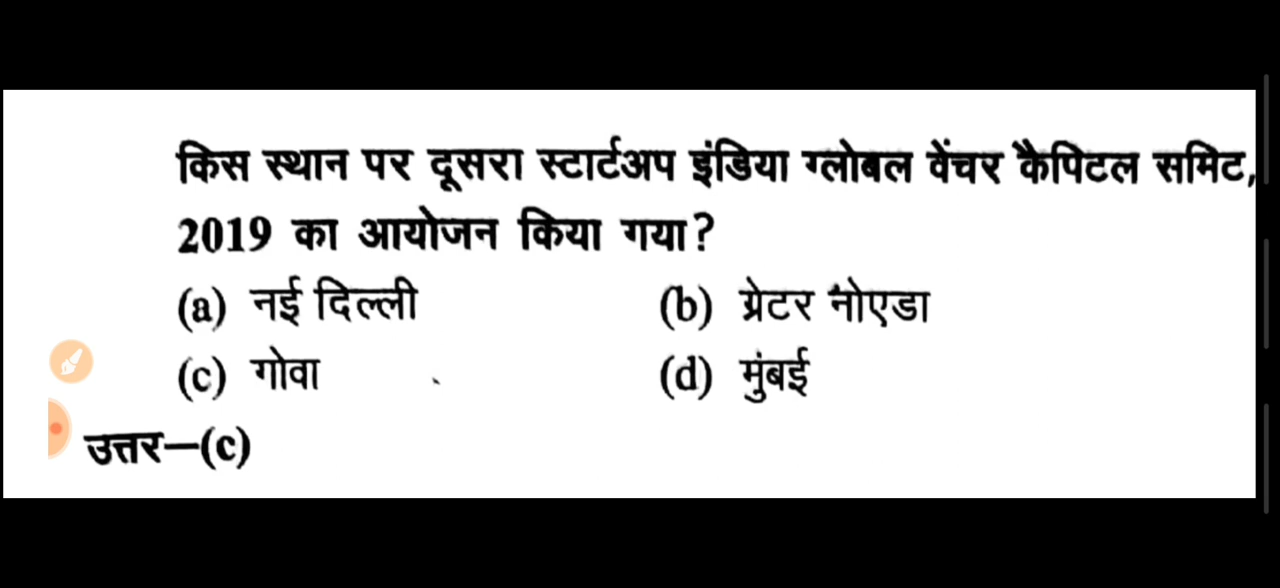 किस स्थान पर दूसरा स्टार्टअप इंडिया ग्लोबल वेंचर कैपिटल समिट,
2019 का आयोजन किया गया?
(a) नई दिल्ली (b) ग्रेटर नोएडा
(c) गोवा (d) मुंबई
उत्तर—(c)